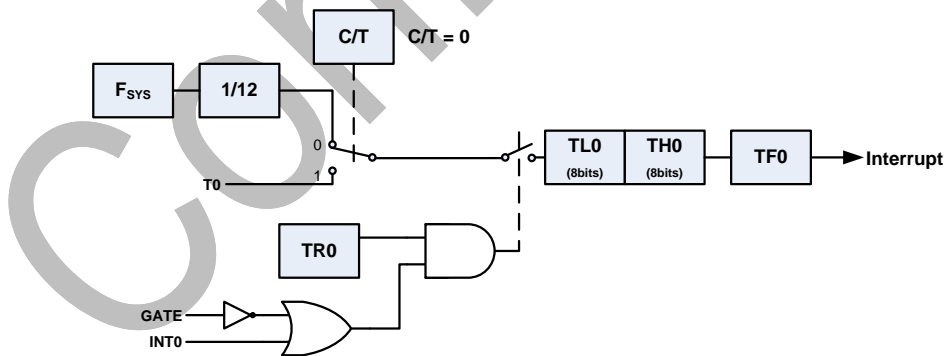 C/T
C/T = 0
FSYS
1/12
0
1
T0
TL0
(8bits)
TH0
(8bits)
TF0
Interrupt
TR0
GATE
INT0